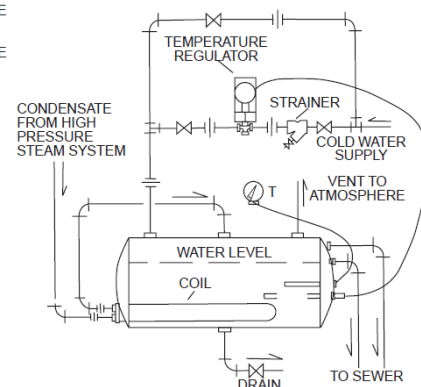 E
E
TEMPERATURE
REGULATOR
STRAINER
CONDENSATE
FROM HIGH
PRESSURE
STEAM SYSTEM
COLD WATER
SUPPLY
T
VENT TO
ATMOSPHERE
WATER LEVEL
COIL
DRAIN
TO SEWER